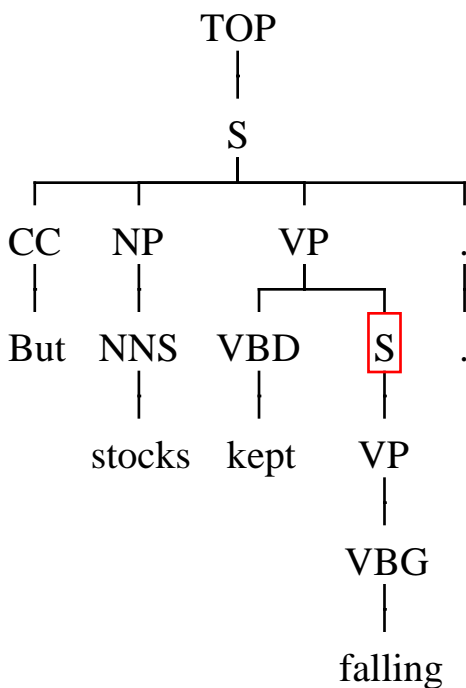 TOP
S
CC NP VP .
But NNS VBD S .
stocks kept VP
VBG
falling